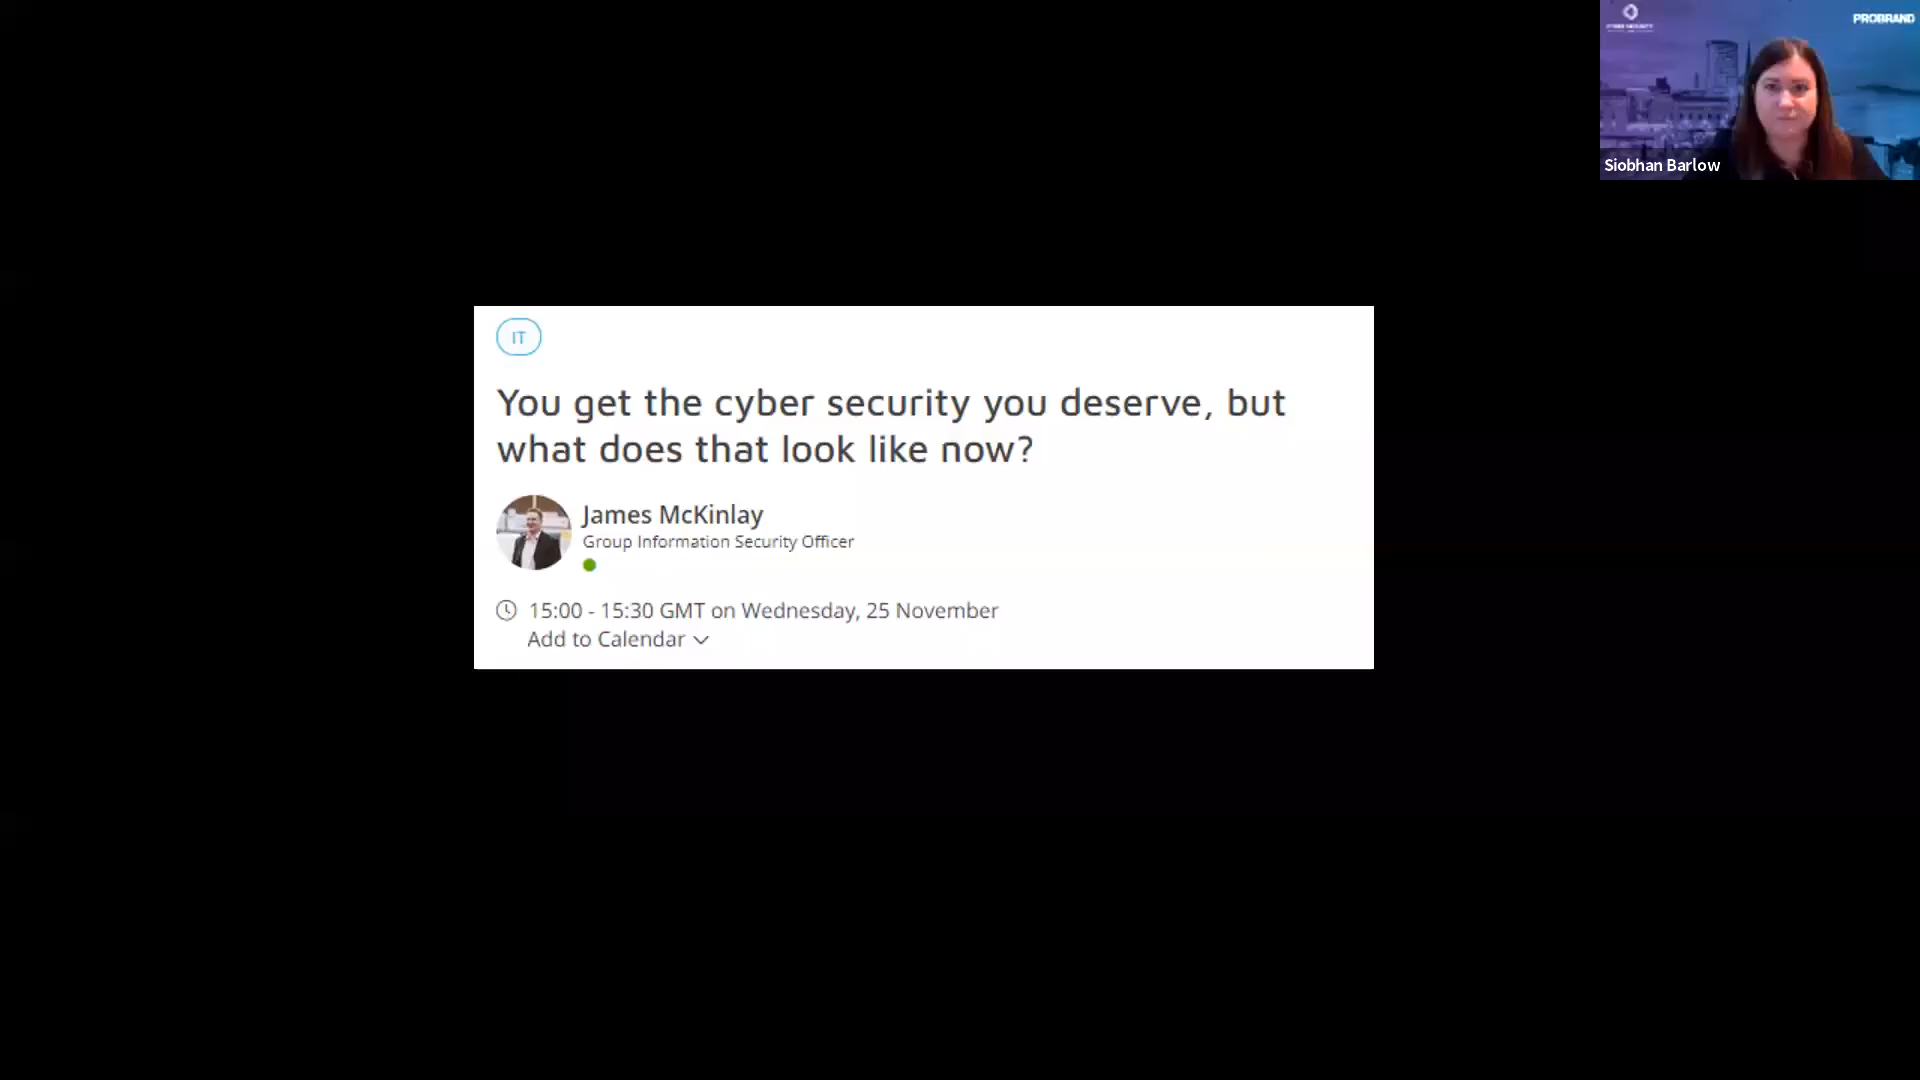 PROBRAND
Siobhan Barlow
IT
You get the cyber security you deserve, but
what does that look like now?
James McKinlay
Group Information Security Officer
15:00 - 15:30 GMT on Wednesday, 25 November
Add to Calendar